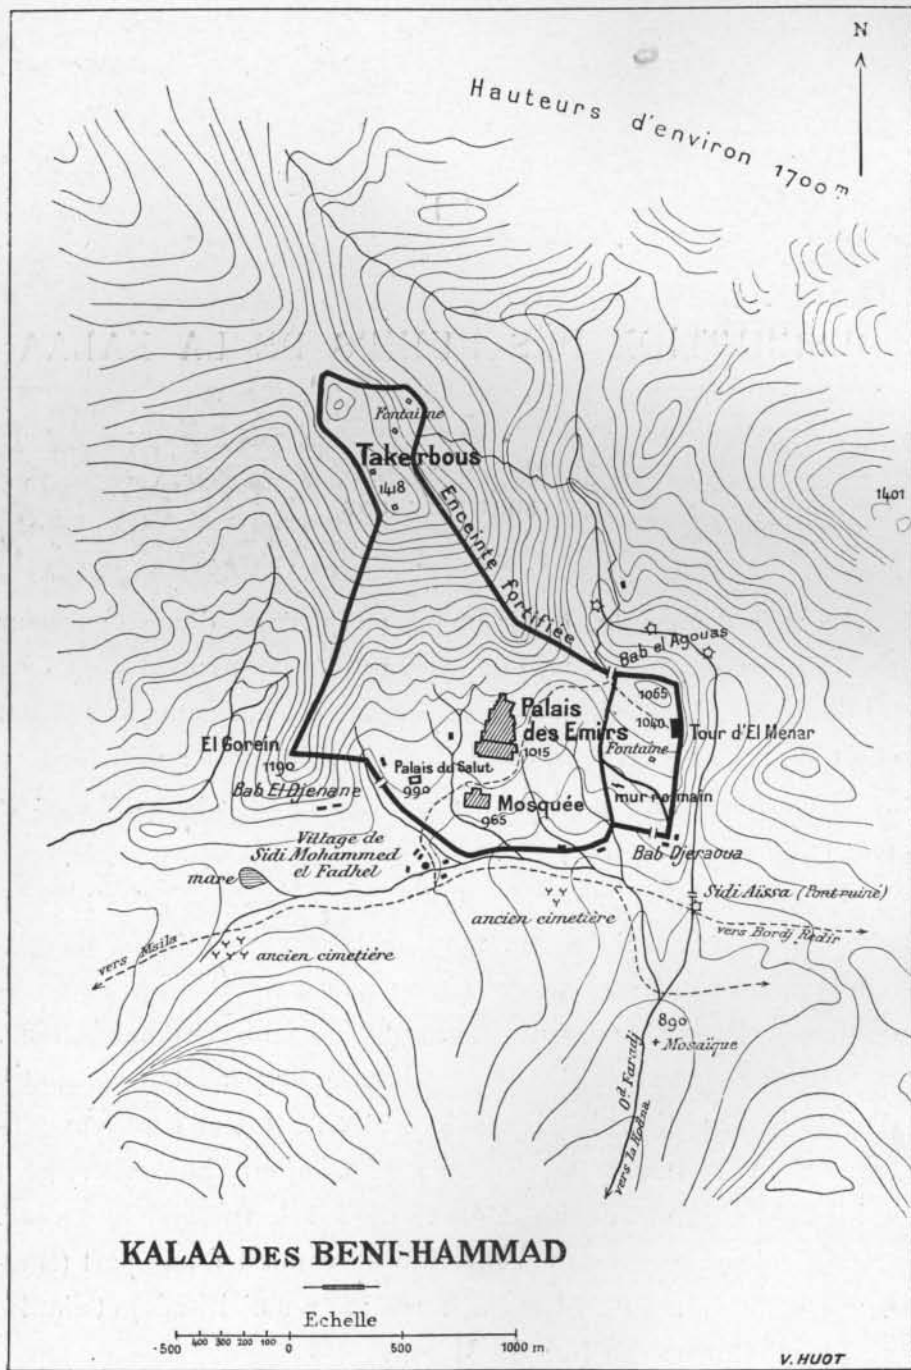 N
Hauteurs d'environ 1700 m
Fontaine
Takerbous
1418
1401
Enceinte fortifiée
Bab el Agouas
1065
Palais
des Emirs
1040
Tour d'El Menar
El Gorein
1015
Fontaine
1190
Palais du Salut
Bab El Djenane
990
mur romain
Mosquée
965
Village de
Sidi Mohammed
el Fadhel
Bab Djeraoua
mare
Sidi Aïssa (Pont ruiné)
ancien cimetière
vers Bordj Redir
vers Msila
ancien cimetière
890
+ Mosaïque
Od Faradj
vers la Hodna
KALAA DES BENI-HAMMAD
Echelle
500 400 300 200 100 0 500 1000 m
V. HUOT